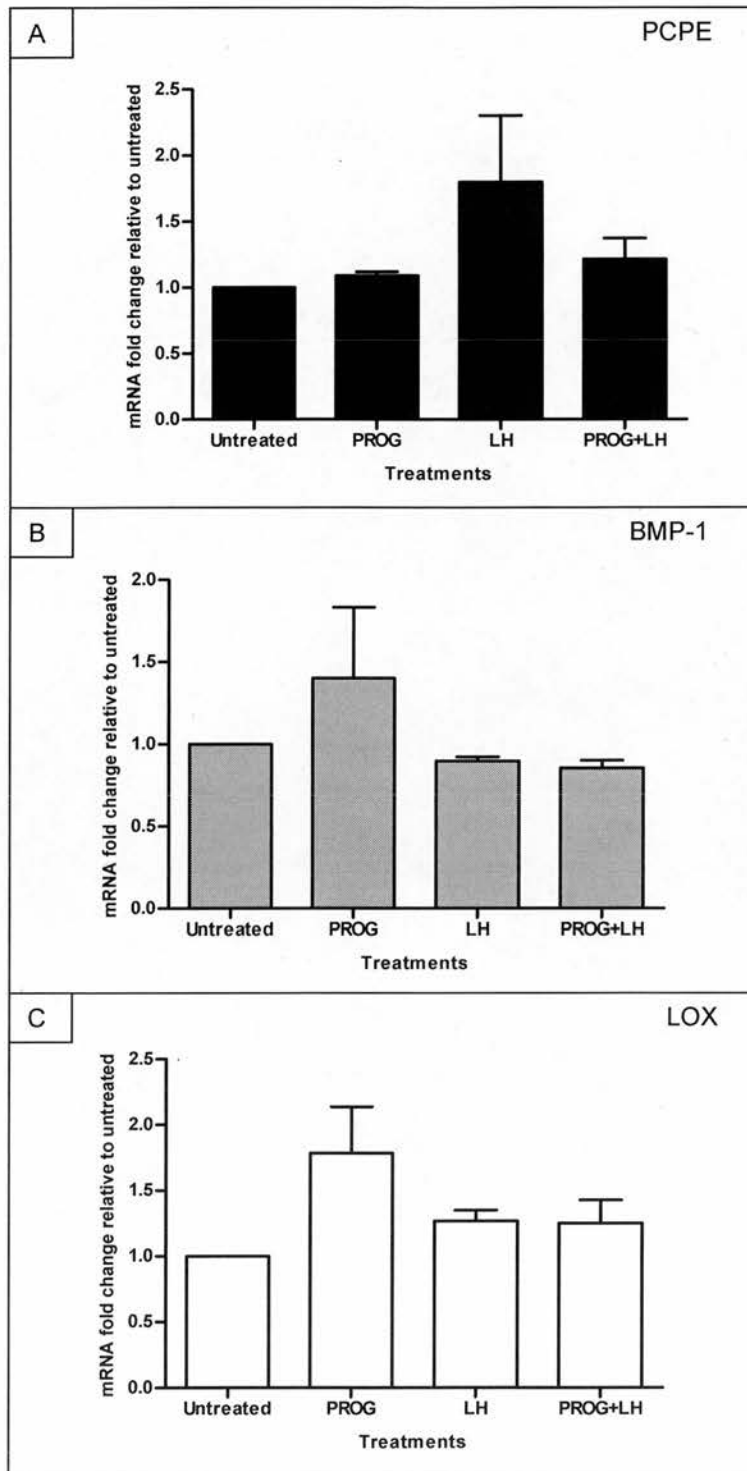 A
PCPE
mRNA fold change relative to untreated
2.5
2.0
1.5
1.0
0.5
0.0
Untreated PROG LH PROG+LH
Treatments
B
BMP-1
mRNA fold change relative to untreated
2.0
1.5
1.0
0.5
0.0
Untreated PROG LH PROG+LH
Treatments
C
LOX
mRNA fold change relative to untreated
2.5
2.0
1.5
1.0
0.5
0.0
Untreated PROG LH PROG+LH
Treatments